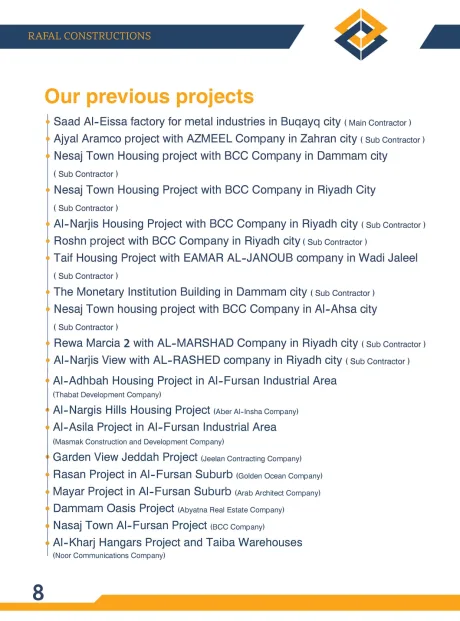 RAFAL CONSTRUCTIONS
Our previous projects
Saad Al-Eissa factory for metal industries in Buqayq city ( Main Contractor )
Ajyal Aramco project with AZMEEL Company in Zahran city ( Sub Contractor )
Nesaj Town Housing project with BCC Company in Dammam city
( Sub Contractor )
Nesaj Town Housing Project with BCC Company in Riyadh City
( Sub Contractor )
Al-Narjis Housing Project with BCC Company in Riyadh city ( Sub Contractor )
Roshn project with BCC Company in Riyadh city ( Sub Contractor )
Taif Housing Project with EAMAR AL-JANOUB company in Wadi Jaleel
( Sub Contractor )
The Monetary Institution Building in Dammam city ( Sub Contractor )
Nesaj Town housing project with BCC Company in Al-Ahsa city
( Sub Contractor )
Rewa Marcia 2 with AL-MARSHAD Company in Riyadh city ( Sub Contractor )
Al-Narjis View with AL-RASHED company in Riyadh city ( Sub Contractor )
Al-Adhbah Housing Project in Al-Fursan Industrial Area
(Thabat Development Company)
Al-Nargis Hills Housing Project (Aber Al-Insha Company)
Al-Asila Project in Al-Fursan Industrial Area
(Masmak Construction and Development Company)
Garden View Jeddah Project (Jeelan Contracting Company)
Rasan Project in Al-Fursan Suburb (Golden Ocean Company)
Mayar Project in Al-Fursan Suburb (Arab Architect Company)
Dammam Oasis Project (Abyatna Real Estate Company)
Nasaj Town Al-Fursan Project (BCC Company)
Al-Kharj Hangars Project and Taiba Warehouses
(Noor Communications Company)
8